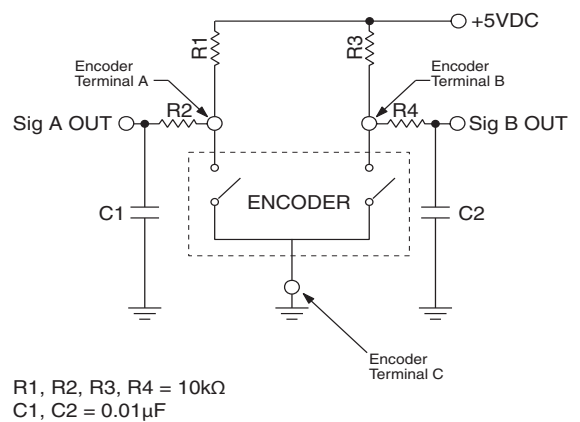 +5VDC
R1
R3
Encoder
Terminal A
Encoder
Terminal B
Sig A OUT
R2
R4
Sig B OUT
C1
ENCODER
C2
Encoder
Terminal C
R1, R2, R3, R4 = 10kΩ
C1, C2 = 0.01µF